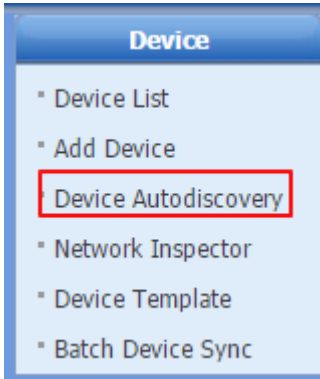 Device
Device List
Add Device
Device Autodiscovery
Network Inspector
Device Template
Batch Device Sync